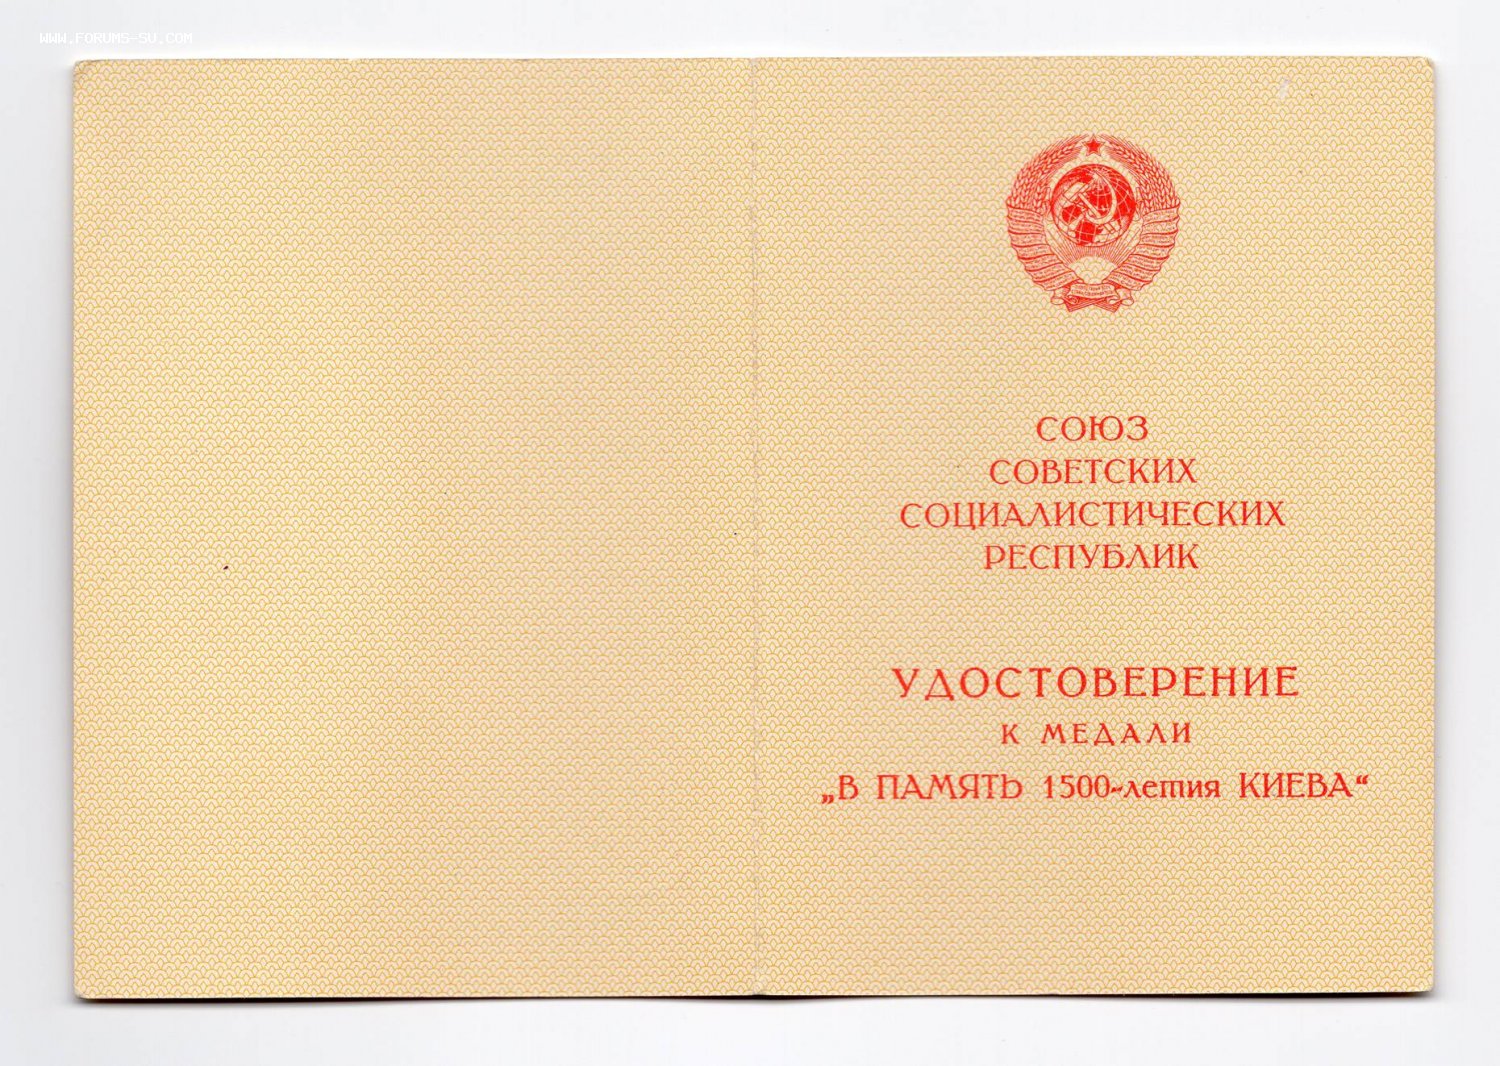 WWW.FORUMS-SU.COM
СОЮЗ
СОВЕТСКИХ
СОЦИАЛИСТИЧЕСКИХ
РЕСПУБЛИК
УДОСТОВЕРЕНИЕ
К МЕДАЛИ
„В ПАМЯТЬ 1500-летия КИЕВА“